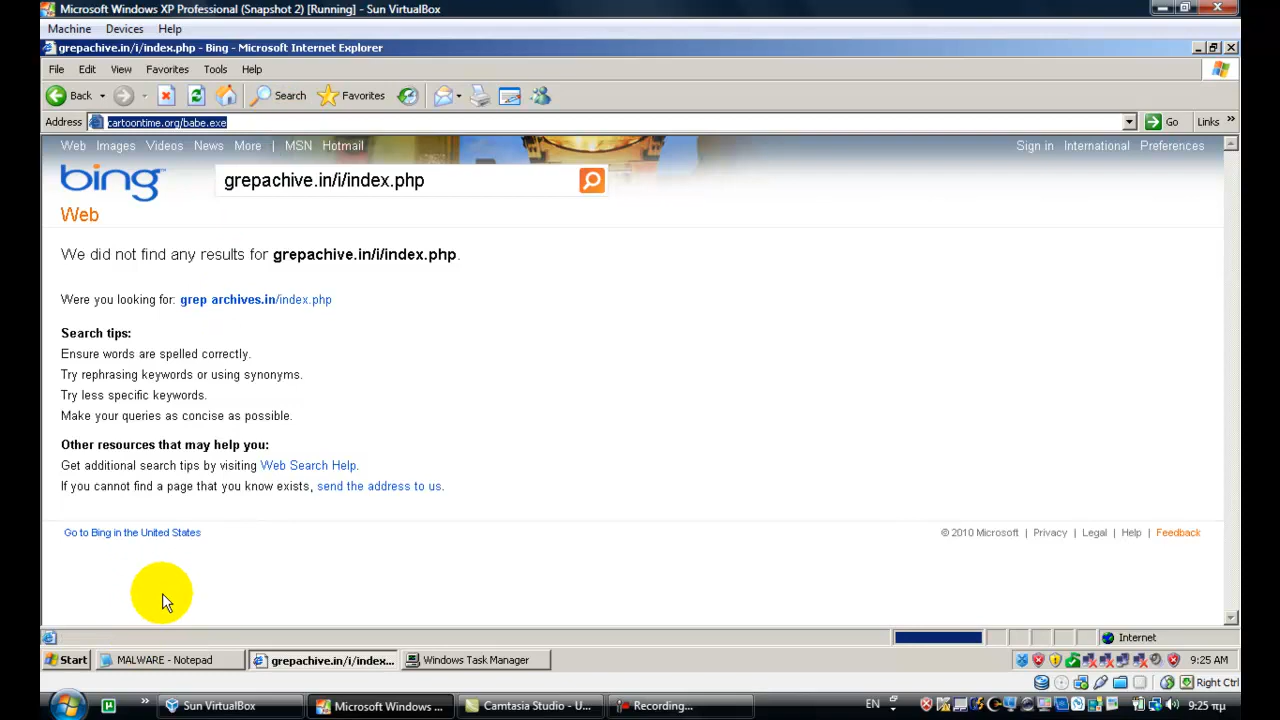 Microsoft Windows XP Professional (Snapshot 2) [Running] - Sun VirtualBox
Machine Devices Help
grepachive.in/i/index.php - Bing - Microsoft Internet Explorer
File Edit View Favorites Tools Help
Back Search Favorites
Address cartoontime.org/babe.exe Go Links »
Web Images Videos News More | MSN Hotmail Sign in | International | Preferences
bing grepachive.in/i/index.php
Web
We did not find any results for grepachive.in/i/index.php.
Were you looking for: grep archives.in/index.php
Search tips:
Ensure words are spelled correctly.
Try rephrasing keywords or using synonyms.
Try less specific keywords.
Make your queries as concise as possible.
Other resources that may help you:
Get additional search tips by visiting Web Search Help.
If you cannot find a page that you know exists, send the address to us.
Go to Bing in the United States © 2010 Microsoft | Privacy | Legal | Help | Feedback
Internet
Start MALWARE - Notepad grepachive.in/i/index... Windows Task Manager 9:25 AM
Right Ctrl
» Sun VirtualBox Microsoft Windows ... Camtasia Studio - U... Recording... EN 9:25 πμ